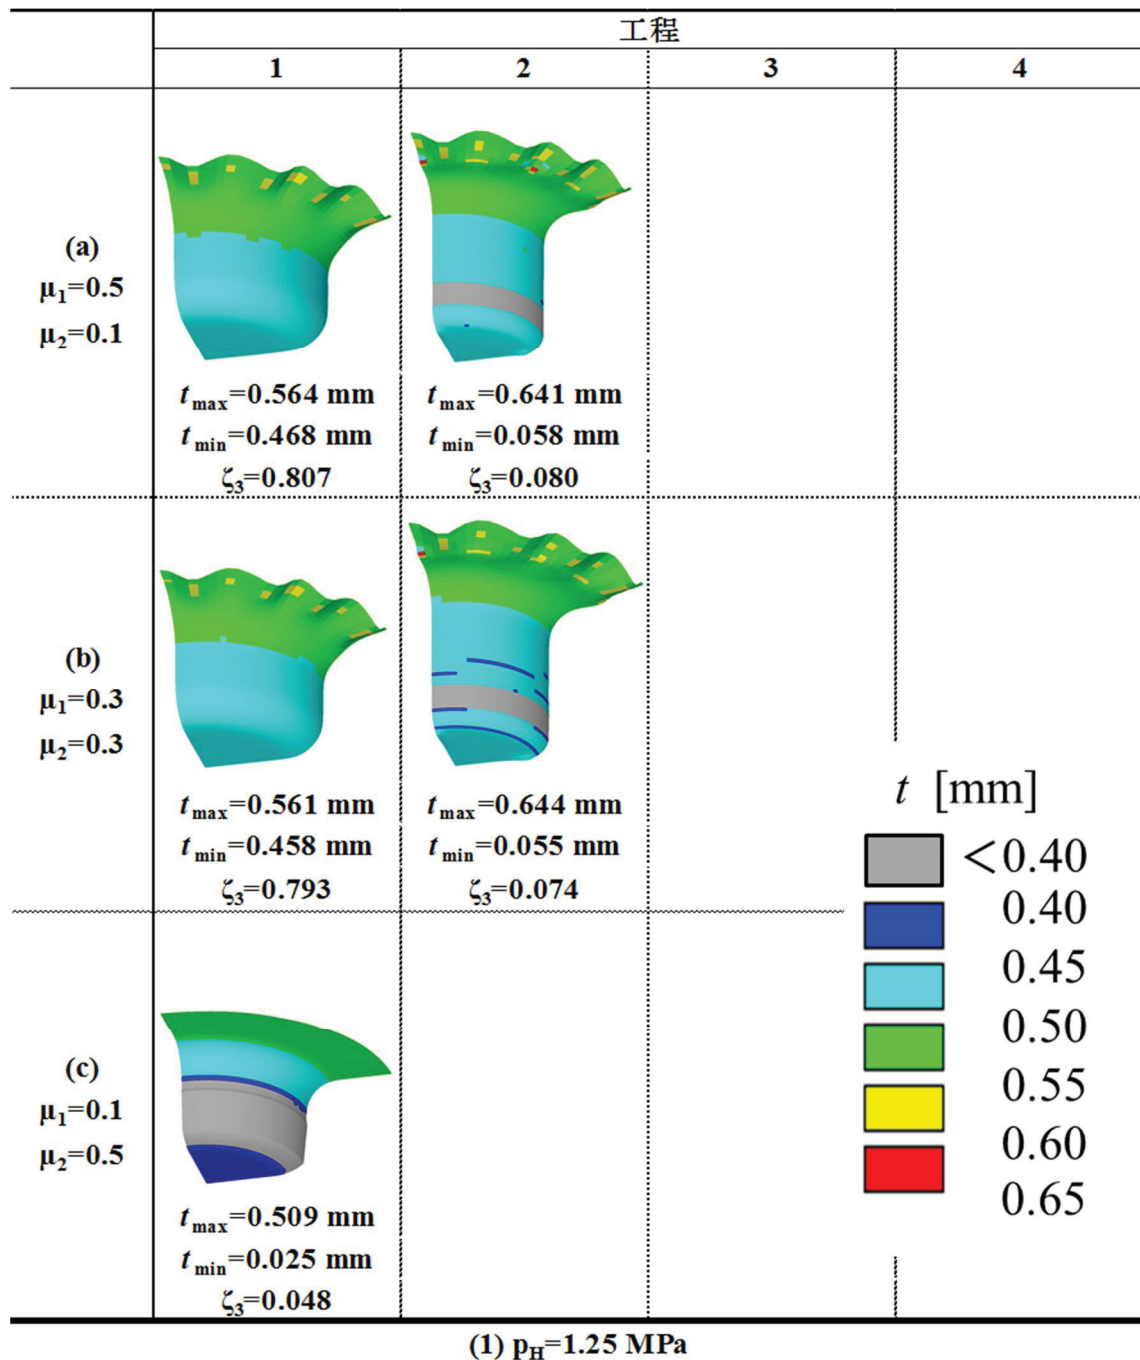 工程
1 2 3 4
(a)
μ1=0.5
μ2=0.1
tmax=0.564 mm
tmin=0.468 mm
ζ3=0.807
tmax=0.641 mm
tmin=0.058 mm
ζ3=0.080
(b)
μ1=0.3
μ2=0.3
tmax=0.561 mm
tmin=0.458 mm
ζ3=0.793
tmax=0.644 mm
tmin=0.055 mm
ζ3=0.074
(c)
μ1=0.1
μ2=0.5
tmax=0.509 mm
tmin=0.025 mm
ζ3=0.048
t [mm]
<0.40
0.40
0.45
0.50
0.55
0.60
0.65
(1) pH=1.25 MPa